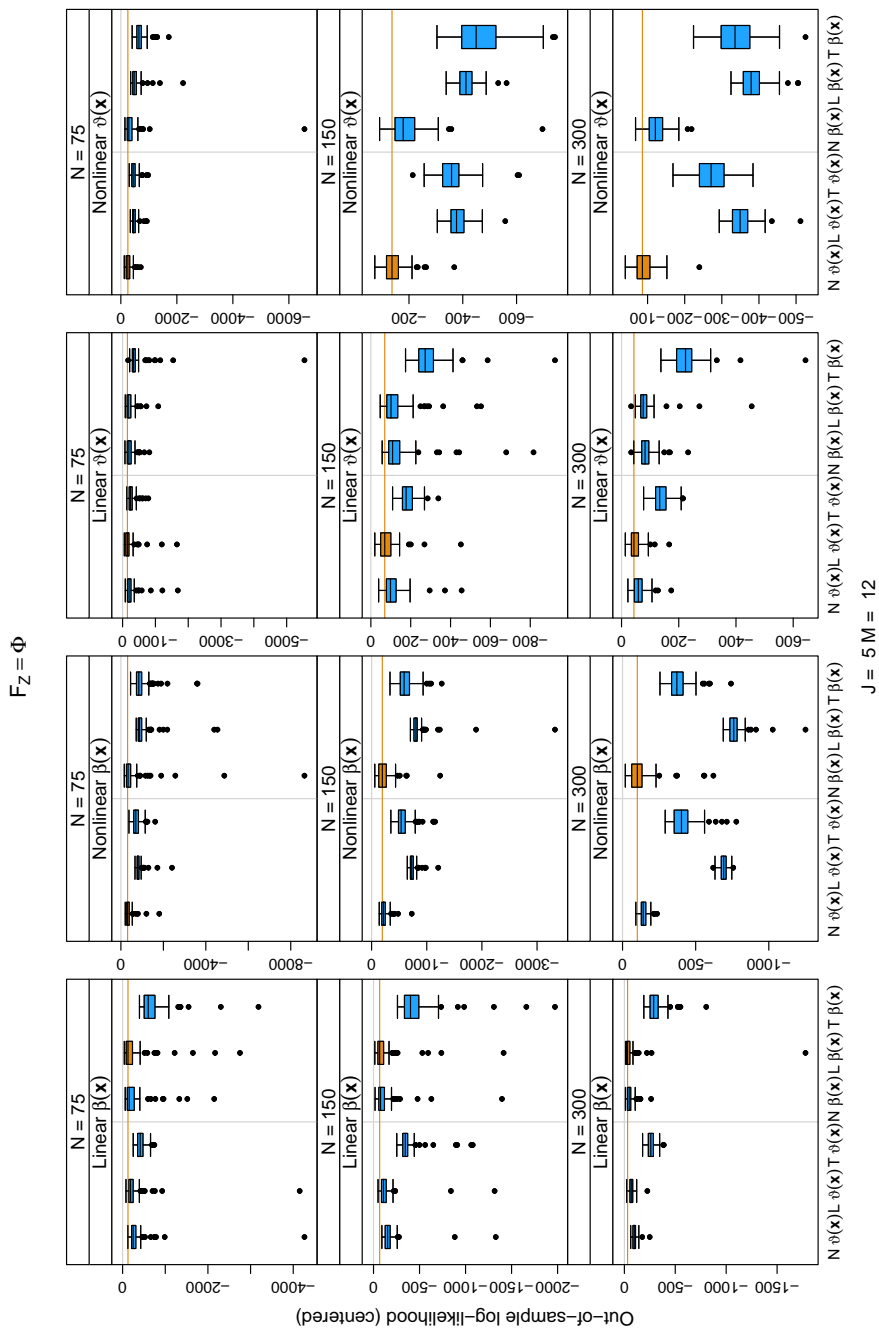 F_Z = Φ
Out−of−sample log−likelihood (centered)
N = 75
Linear β(x)
0
−2000
−4000
N = 75
Nonlinear β(x)
0
−4000
−8000
N = 75
Linear ϑ(x)
0
−1000
−3000
−5000
N = 75
Nonlinear ϑ(x)
0
−2000
−4000
−6000
N = 150
Linear β(x)
0
−500
−1000
−1500
−2000
N = 150
Nonlinear β(x)
0
−1000
−2000
−3000
N = 150
Linear ϑ(x)
0
−200
−400
−600
−800
N = 150
Nonlinear ϑ(x)
−200
−400
−600
N = 300
Linear β(x)
0
−500
−1000
−1500
N = 300
Nonlinear β(x)
0
−500
−1000
N = 300
Linear ϑ(x)
0
−200
−400
−600
N = 300
Nonlinear ϑ(x)
−100
−200
−300
−400
−500
N ϑ(x) L ϑ(x) T ϑ(x) N β(x) L β(x) T β(x)
N ϑ(x) L ϑ(x) T ϑ(x) N β(x) L β(x) T β(x)
N ϑ(x) L ϑ(x) T ϑ(x) N β(x) L β(x) T β(x)
N ϑ(x) L ϑ(x) T ϑ(x) N β(x) L β(x) T β(x)
J = 5 M = 12